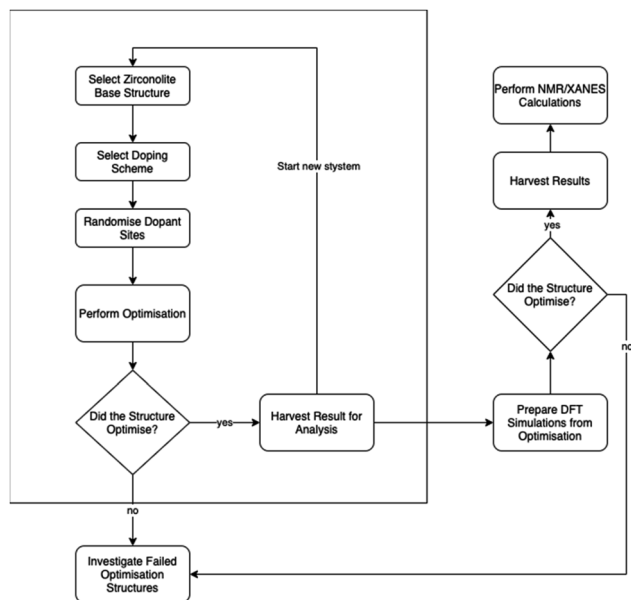 Select Zirconolite
Base Structure
Select Doping
Scheme
Randomise Dopant
Sites
Perform Optimisation
Did the Structure
Optimise?
yes
Harvest Result for
Analysis
Start new stystem
no
Investigate Failed
Optimisation
Structures
Prepare DFT
Simulations from
Optimisation
Did the Structure
Optimise?
yes
no
Harvest Results
Perform NMR/XANES
Calculations